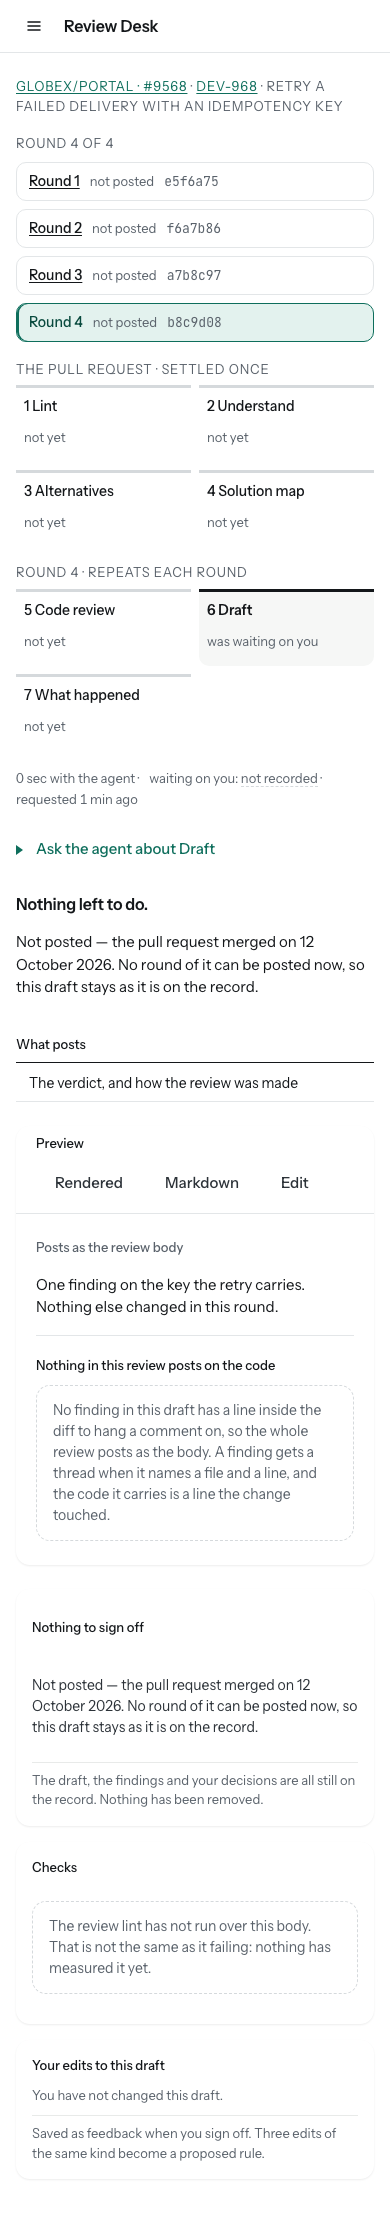 Review Desk
GLOBEX/PORTAL · #9568 · DEV-968 · RETRY A
FAILED DELIVERY WITH AN IDEMPOTENCY KEY
ROUND 4 OF 4
Round 1 not posted e5f6a75
Round 2 not posted f6a7b86
Round 3 not posted a7b8c97
Round 4 not posted b8c9d08
THE PULL REQUEST · SETTLED ONCE
1 Lint
not yet
2 Understand
not yet
3 Alternatives
not yet
4 Solution map
not yet
ROUND 4 · REPEATS EACH ROUND
5 Code review
not yet
6 Draft
was waiting on you
7 What happened
not yet
0 sec with the agent · waiting on you: not recorded ·
requested 1 min ago
Ask the agent about Draft
Nothing left to do.
Not posted — the pull request merged on 12
October 2026. No round of it can be posted now, so
this draft stays as it is on the record.
What posts
The verdict, and how the review was made
Preview
Rendered Markdown Edit
Posts as the review body
One finding on the key the retry carries.
Nothing else changed in this round.
Nothing in this review posts on the code
No finding in this draft has a line inside the
diff to hang a comment on, so the whole
review posts as the body. A finding gets a
thread when it names a file and a line, and
the code it carries is a line the change
touched.
Nothing to sign off
Not posted — the pull request merged on 12
October 2026. No round of it can be posted now, so
this draft stays as it is on the record.
The draft, the findings and your decisions are all still on
the record. Nothing has been removed.
Checks
The review lint has not run over this body.
That is not the same as it failing: nothing has
measured it yet.
Your edits to this draft
You have not changed this draft.
Saved as feedback when you sign off. Three edits of
the same kind become a proposed rule.